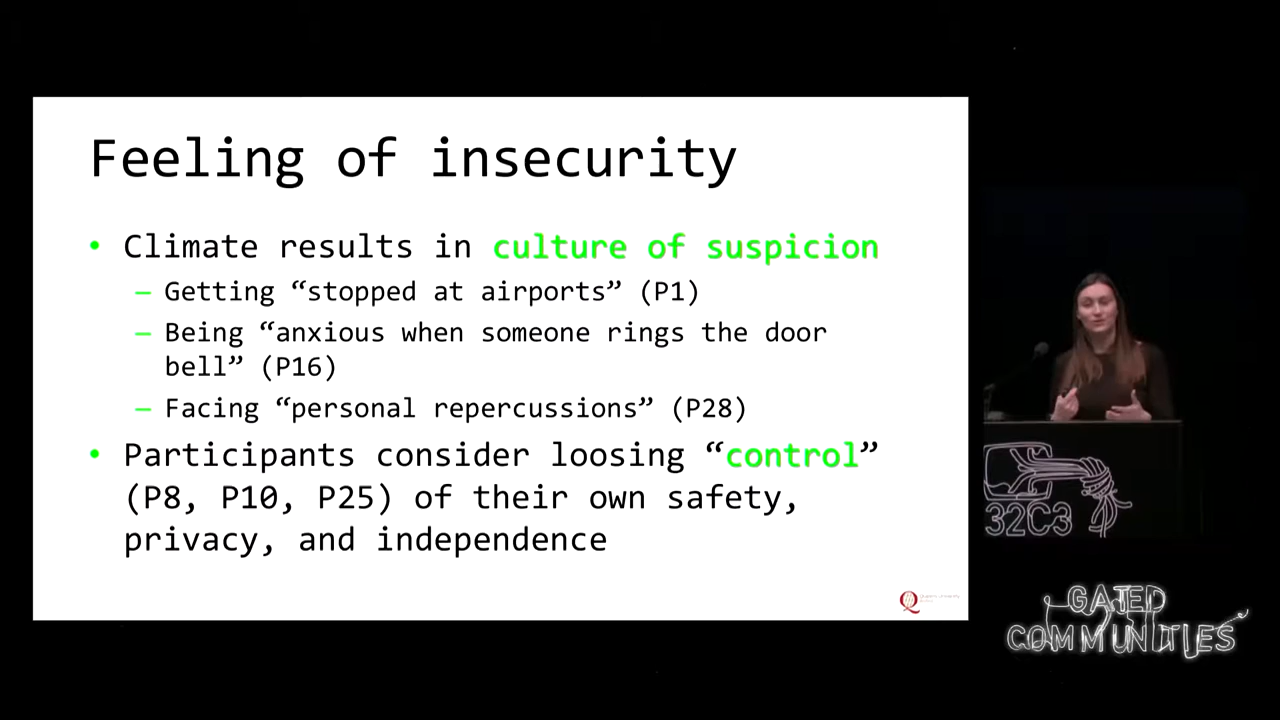 Feeling of insecurity
• Climate results in culture of suspicion
– Getting “stopped at airports” (P1)
– Being “anxious when someone rings the door
bell” (P16)
– Facing “personal repercussions” (P28)
• Participants consider loosing “control”
(P8, P10, P25) of their own safety,
privacy, and independence
32C3
GATED
COMMUNITIES